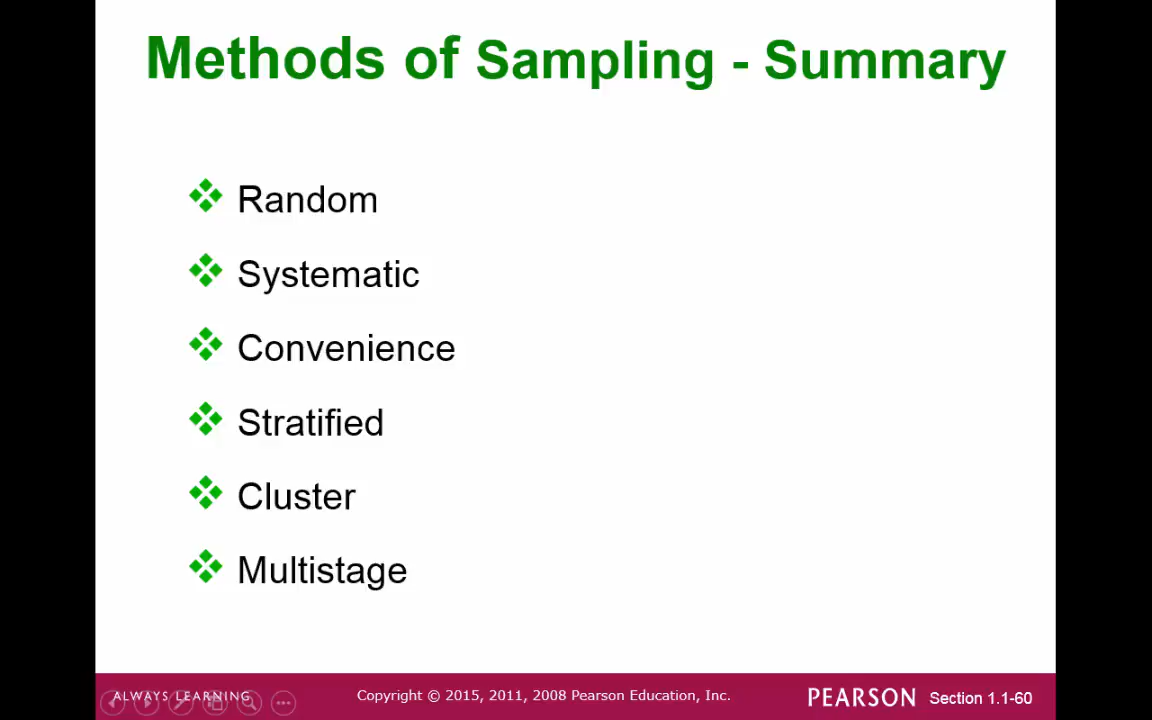 Methods of Sampling - Summary
Random
Systematic
Convenience
Stratified
Cluster
Multistage
ALWAYS LEARNING
Copyright © 2015, 2011, 2008 Pearson Education, Inc.
PEARSON
Section 1.1-60